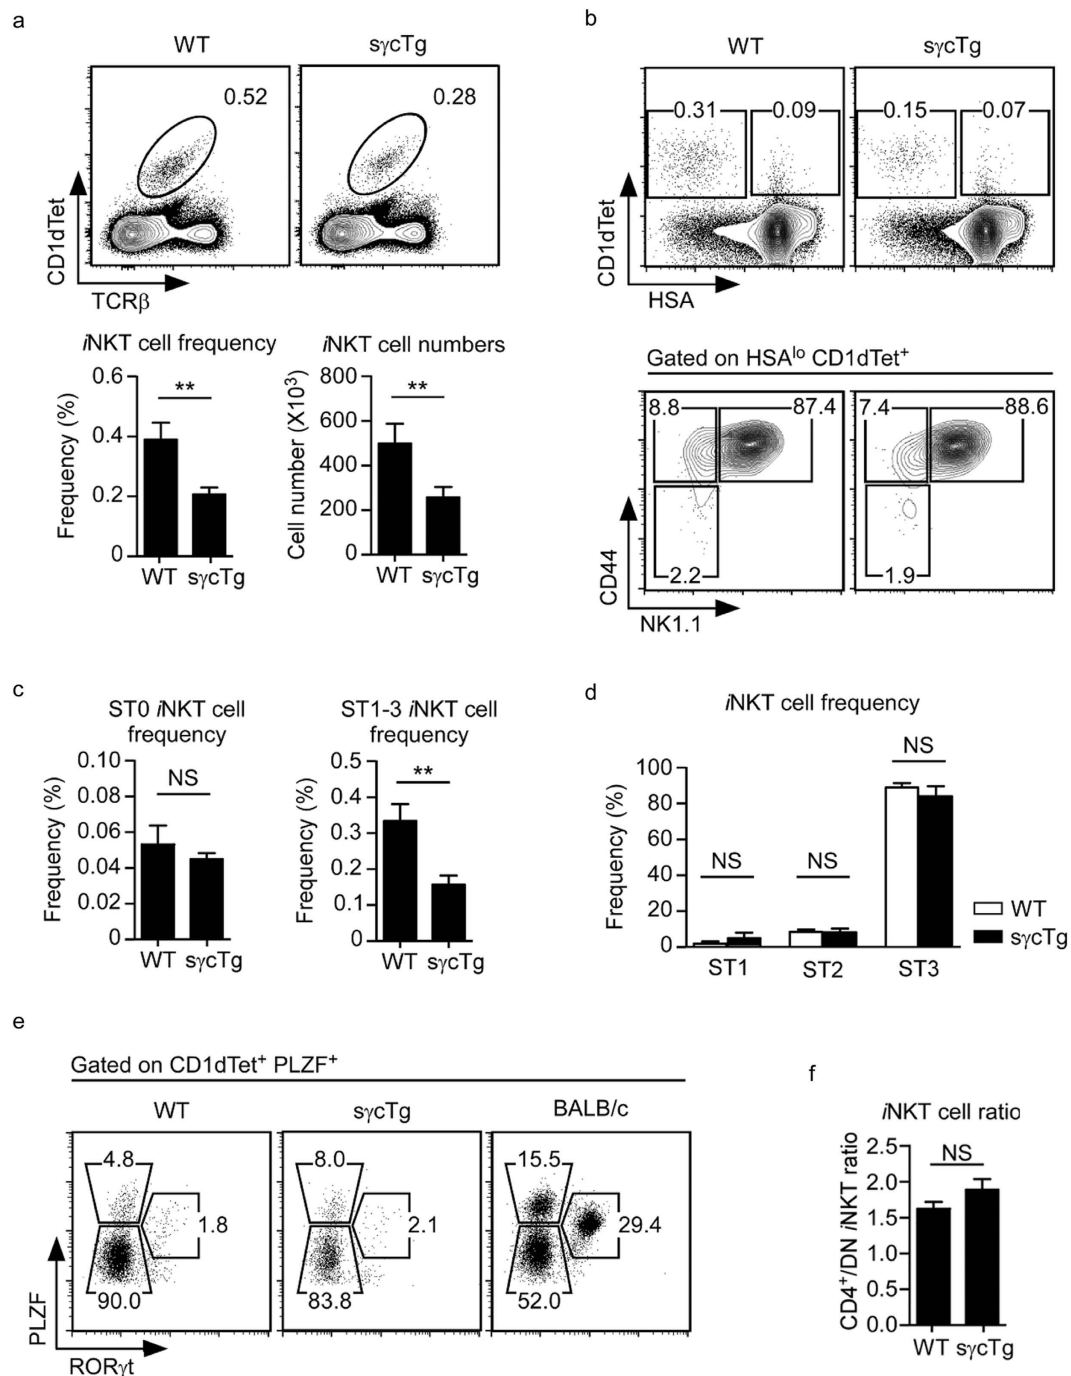 a
WT
sγcTg
0.52
0.28
CD1dTet
TCRβ
iNKT cell frequency
Frequency (%)
0.6
0.4
0.2
0
**
WT sγcTg
iNKT cell numbers
Cell number (X10³)
800
600
400
200
0
**
WT sγcTg
b
WT
sγcTg
0.31
0.09
0.15
0.07
CD1dTet
HSA
Gated on HSAˡᵒ CD1dTet⁺
8.8
87.4
2.2
7.4
88.6
1.9
CD44
NK1.1
c
ST0 iNKT cell
frequency
Frequency (%)
0.10
0.08
0.06
0.04
0.02
0
NS
WT sγcTg
ST1-3 iNKT cell
frequency
Frequency (%)
0.5
0.4
0.3
0.2
0.1
0
**
WT sγcTg
d
iNKT cell frequency
Frequency (%)
100
80
60
40
20
0
NS
NS
NS
ST1
ST2
ST3
WT
sγcTg
e
Gated on CD1dTet⁺ PLZF⁺
WT
sγcTg
BALB/c
4.8
1.8
90.0
8.0
2.1
83.8
15.5
29.4
52.0
PLZF
RORγt
f
iNKT cell ratio
CD4⁺/DN iNKT ratio
2.5
2.0
1.5
1.0
0.5
0.0
NS
WT sγcTg